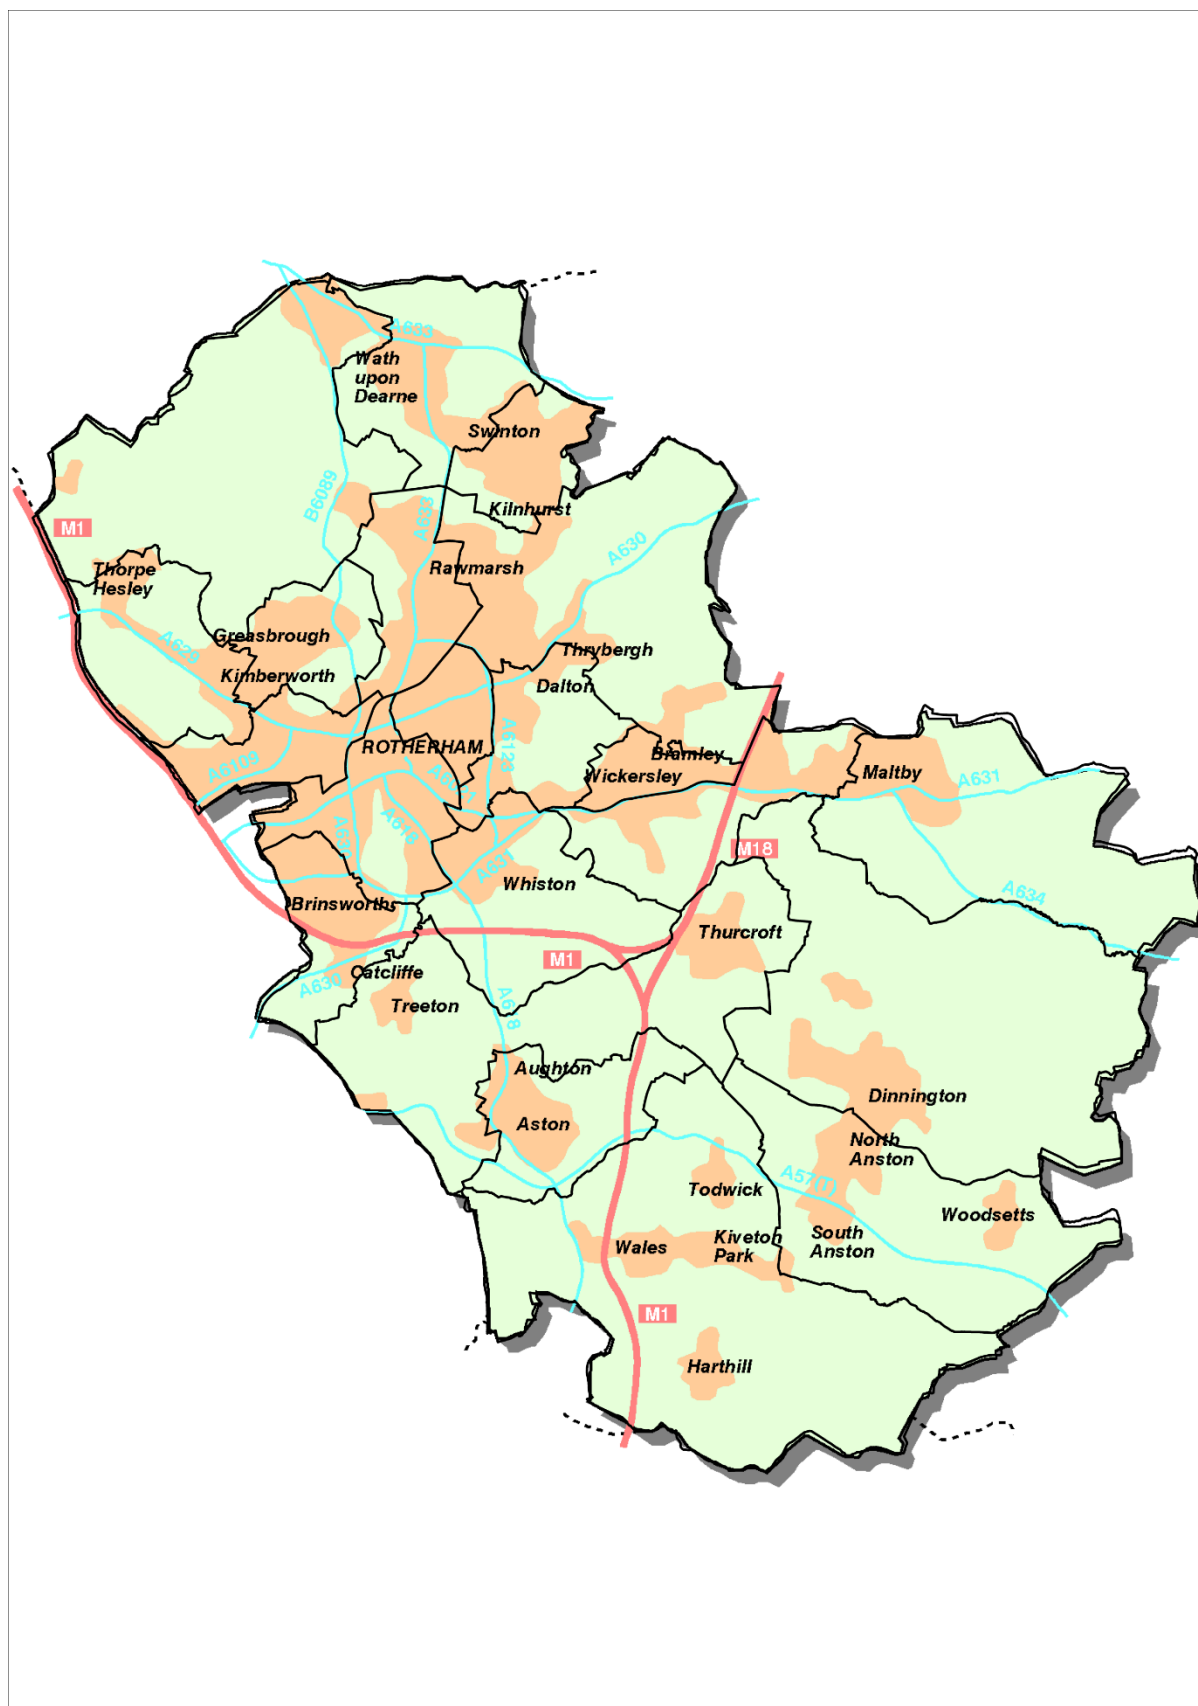 A633
Wath
upon
Dearne
Swinton
B6089
Kilnhurst
A633
M1
A630
Thorpe
Hesley
Rawmarsh
Greasbrough
A629
Thrybergh
Kimberworth
Dalton
ROTHERHAM
A6123
Bramley
A6109
Wickersley
Maltby
A631
A6021
A618
A630
M18
A631
Whiston
A634
Brinsworth
Thurcroft
M1
Catcliffe
A630
Treeton
A618
Aughton
Dinnington
Aston
North
Anston
A57(T)
Todwick
Woodsetts
South
Anston
Kiveton
Park
Wales
M1
Harthill